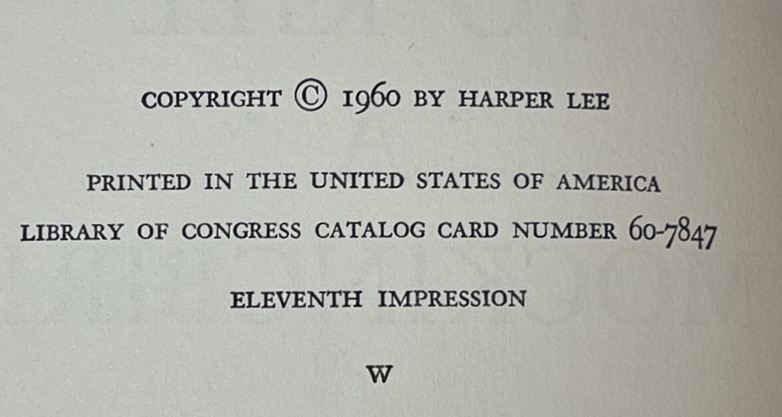 COPYRIGHT © 1960 BY HARPER LEE
PRINTED IN THE UNITED STATES OF AMERICA
LIBRARY OF CONGRESS CATALOG CARD NUMBER 60-7847
ELEVENTH IMPRESSION
W